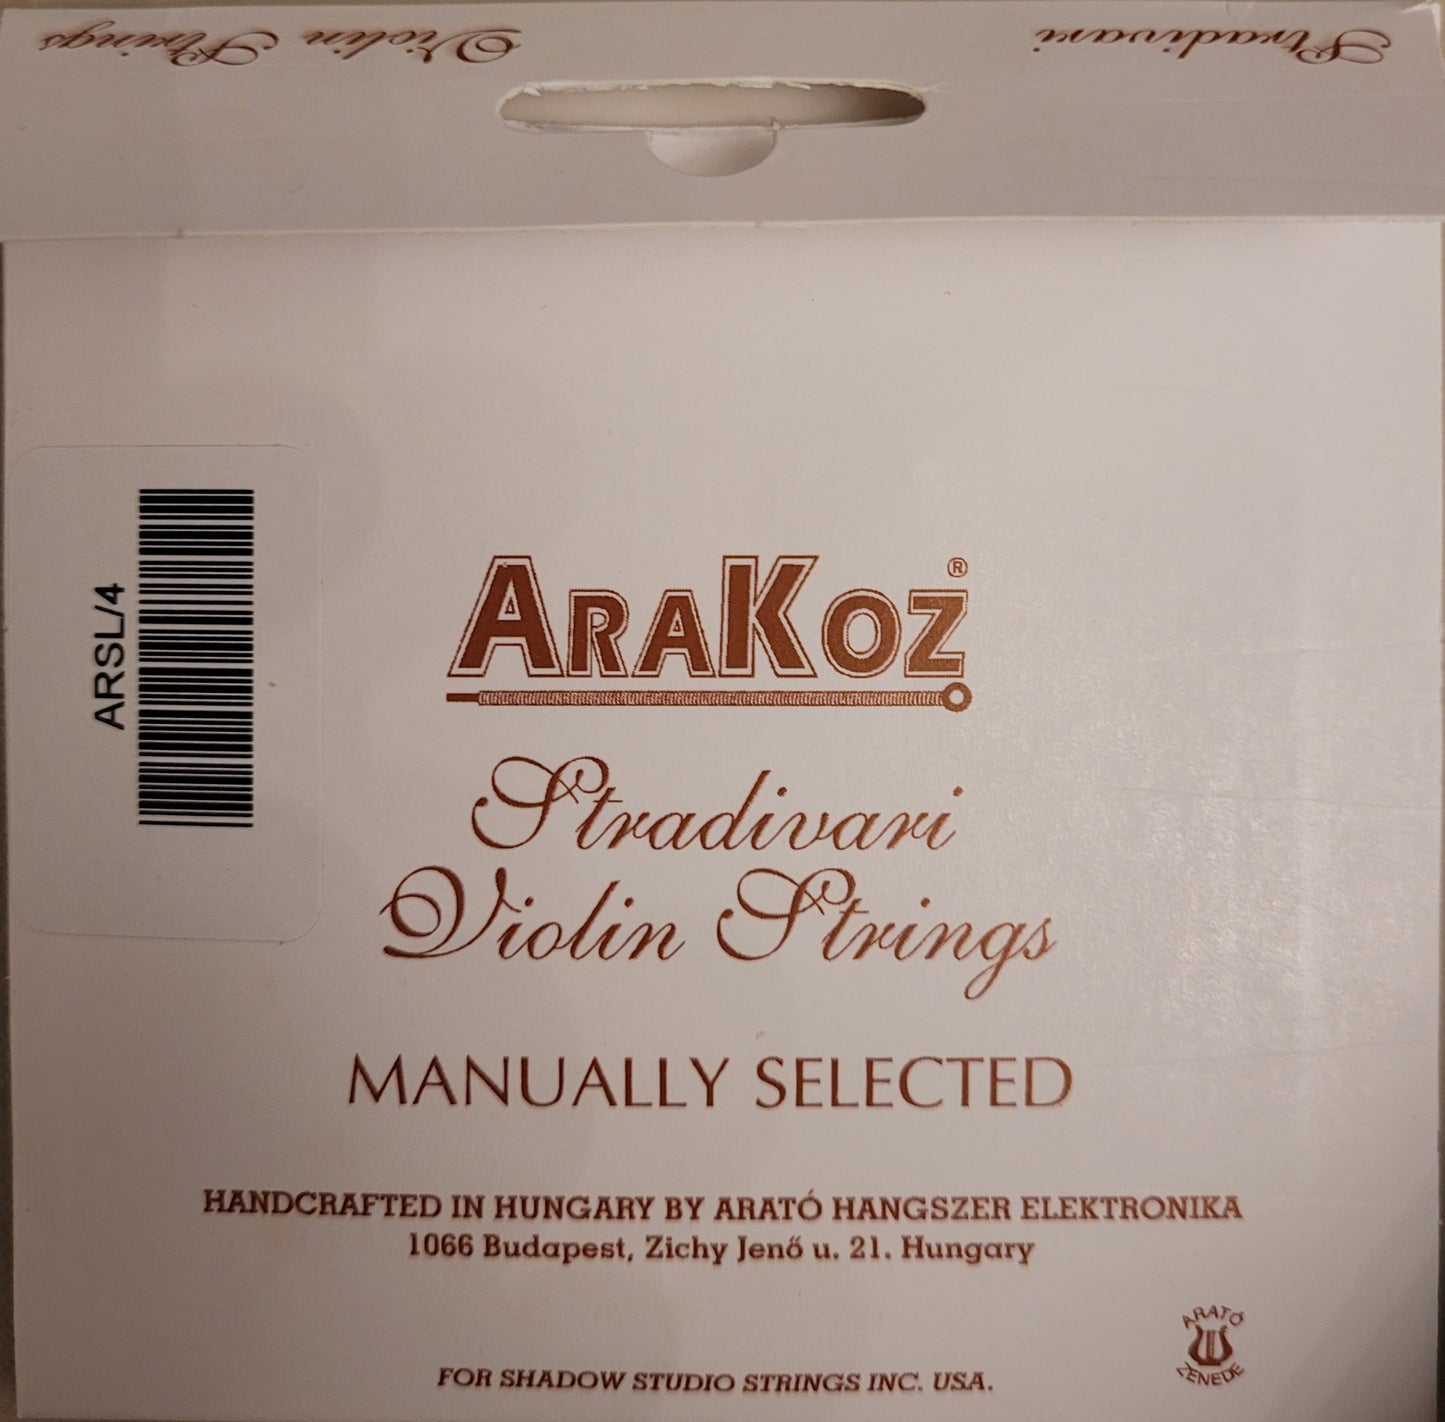 Stradivari Violin Strings
ARSL/4
ARAKOZ®
Stradivari
Violin Strings
MANUALLY SELECTED
HANDCRAFTED IN HUNGARY BY ARATÓ HANGSZER ELEKTRONIKA
1066 Budapest, Zichy Jenő u. 21. Hungary
ARATÓ
ZENEDE
FOR SHADOW STUDIO STRINGS INC. USA.